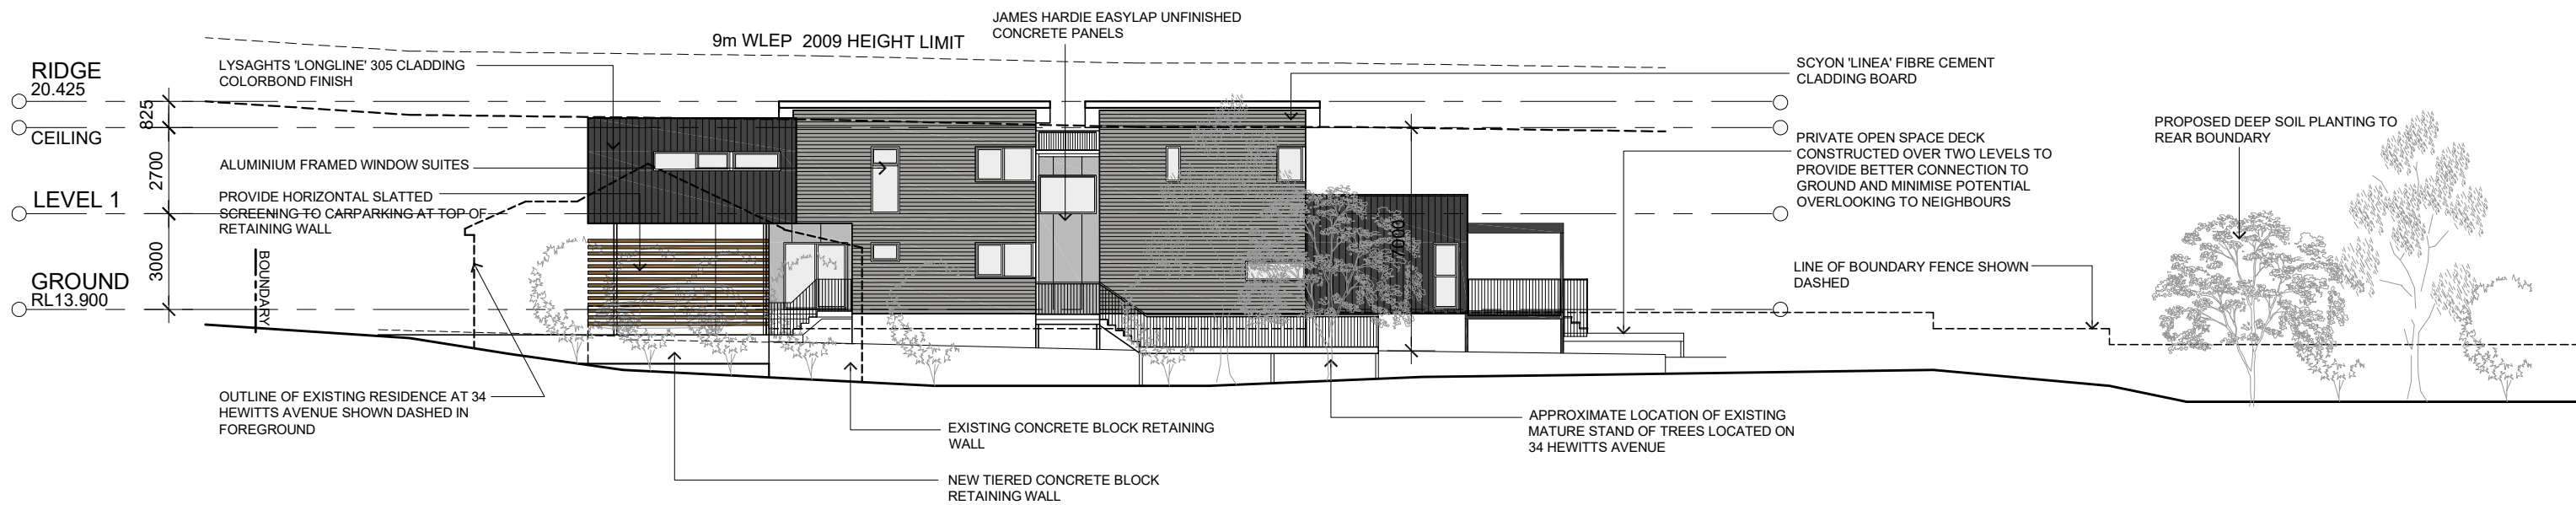 JAMES HARDIE EASYLAP UNFINISHED
CONCRETE PANELS
9m WLEP 2009 HEIGHT LIMIT
RIDGE
20.425
825
CEILING
2700
LEVEL 1
3000
GROUND
RL13.900
BOUNDARY
LYSAGHTS 'LONGLINE' 305 CLADDING
COLORBOND FINISH
ALUMINIUM FRAMED WINDOW SUITES
PROVIDE HORIZONTAL SLATTED
SCREENING TO CARPARKING AT TOP OF
RETAINING WALL
OUTLINE OF EXISTING RESIDENCE AT 34
HEWITTS AVENUE SHOWN DASHED IN
FOREGROUND
EXISTING CONCRETE BLOCK RETAINING
WALL
NEW TIERED CONCRETE BLOCK
RETAINING WALL
7000
SCYON 'LINEA' FIBRE CEMENT
CLADDING BOARD
PRIVATE OPEN SPACE DECK
CONSTRUCTED OVER TWO LEVELS TO
PROVIDE BETTER CONNECTION TO
GROUND AND MINIMISE POTENTIAL
OVERLOOKING TO NEIGHBOURS
LINE OF BOUNDARY FENCE SHOWN
DASHED
APPROXIMATE LOCATION OF EXISTING
MATURE STAND OF TREES LOCATED ON
34 HEWITTS AVENUE
PROPOSED DEEP SOIL PLANTING TO
REAR BOUNDARY